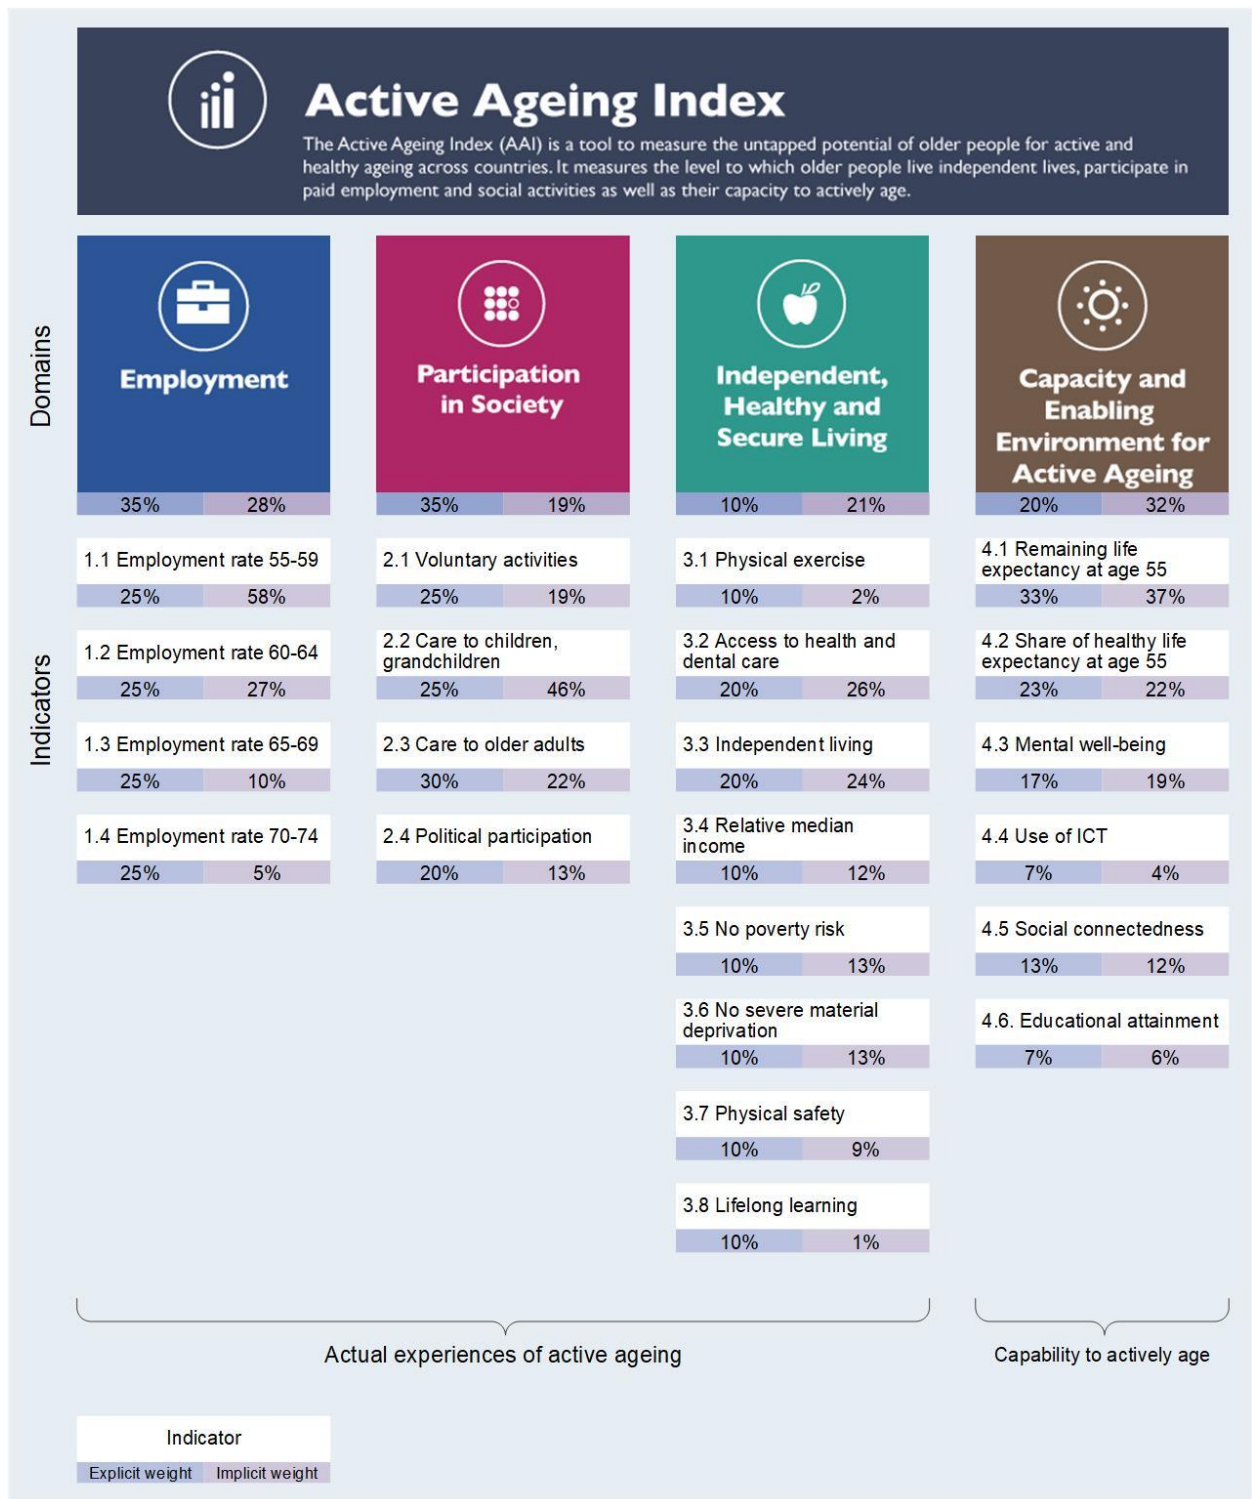 Active Ageing Index
The Active Ageing Index (AAI) is a tool to measure the untapped potential of older people for active and
healthy ageing across countries. It measures the level to which older people live independent lives, participate in
paid employment and social activities as well as their capacity to actively age.
Domains
Employment
35% 28%
Participation
in Society
35% 19%
Independent,
Healthy and
Secure Living
10% 21%
Capacity and
Enabling
Environment for
Active Ageing
20% 32%
Indicators
1.1 Employment rate 55-59
25% 58%
1.2 Employment rate 60-64
25% 27%
1.3 Employment rate 65-69
25% 10%
1.4 Employment rate 70-74
25% 5%
2.1 Voluntary activities
25% 19%
2.2 Care to children,
grandchildren
25% 46%
2.3 Care to older adults
30% 22%
2.4 Political participation
20% 13%
3.1 Physical exercise
10% 2%
3.2 Access to health and
dental care
20% 26%
3.3 Independent living
20% 24%
3.4 Relative median
income
10% 12%
3.5 No poverty risk
10% 13%
3.6 No severe material
deprivation
10% 13%
3.7 Physical safety
10% 9%
3.8 Lifelong learning
10% 1%
4.1 Remaining life
expectancy at age 55
33% 37%
4.2 Share of healthy life
expectancy at age 55
23% 22%
4.3 Mental well-being
17% 19%
4.4 Use of ICT
7% 4%
4.5 Social connectedness
13% 12%
4.6. Educational attainment
7% 6%
Actual experiences of active ageing
Capability to actively age
Indicator
Explicit weight Implicit weight